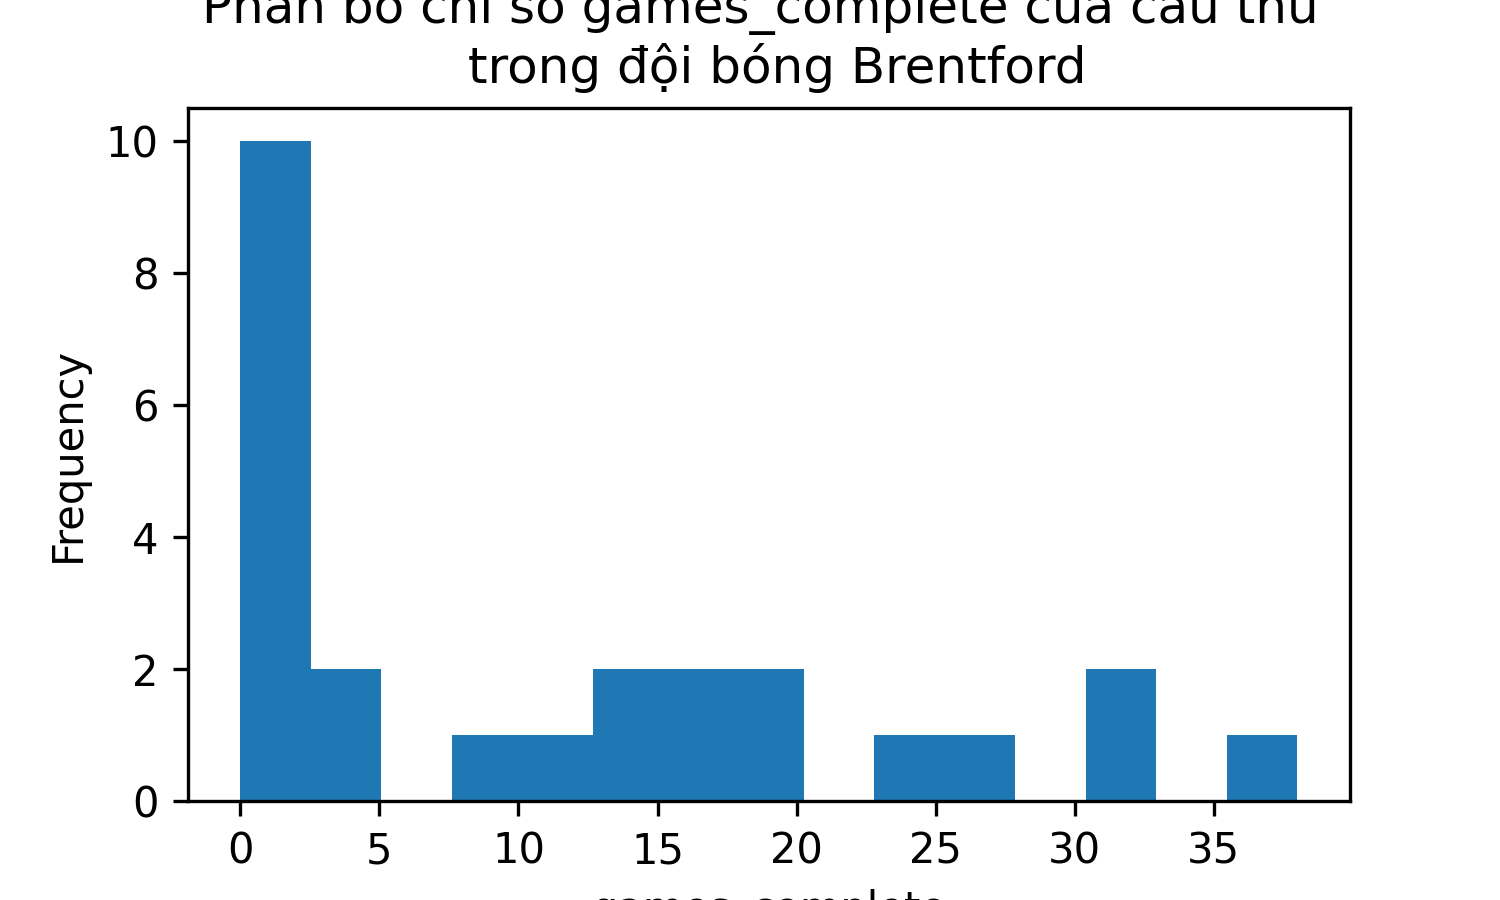 Phân bố chỉ số games_complete của cầu thủ
trong đội bóng Brentford
10
8
6
4
2
0
Frequency
0 5 10 15 20 25 30 35
games_complete